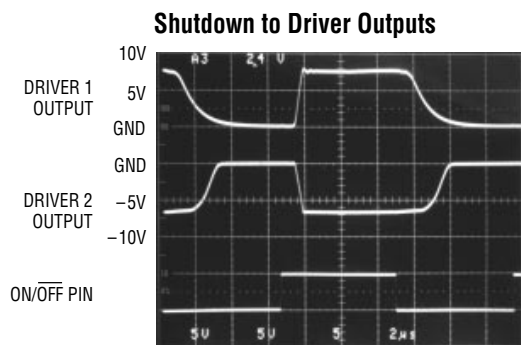 Shutdown to Driver Outputs
10V
A3 2.4 V
DRIVER 1
OUTPUT
5V
GND
GND
DRIVER 2
OUTPUT
–5V
–10V
ON/OFF PIN
5V 5V 5 2µs